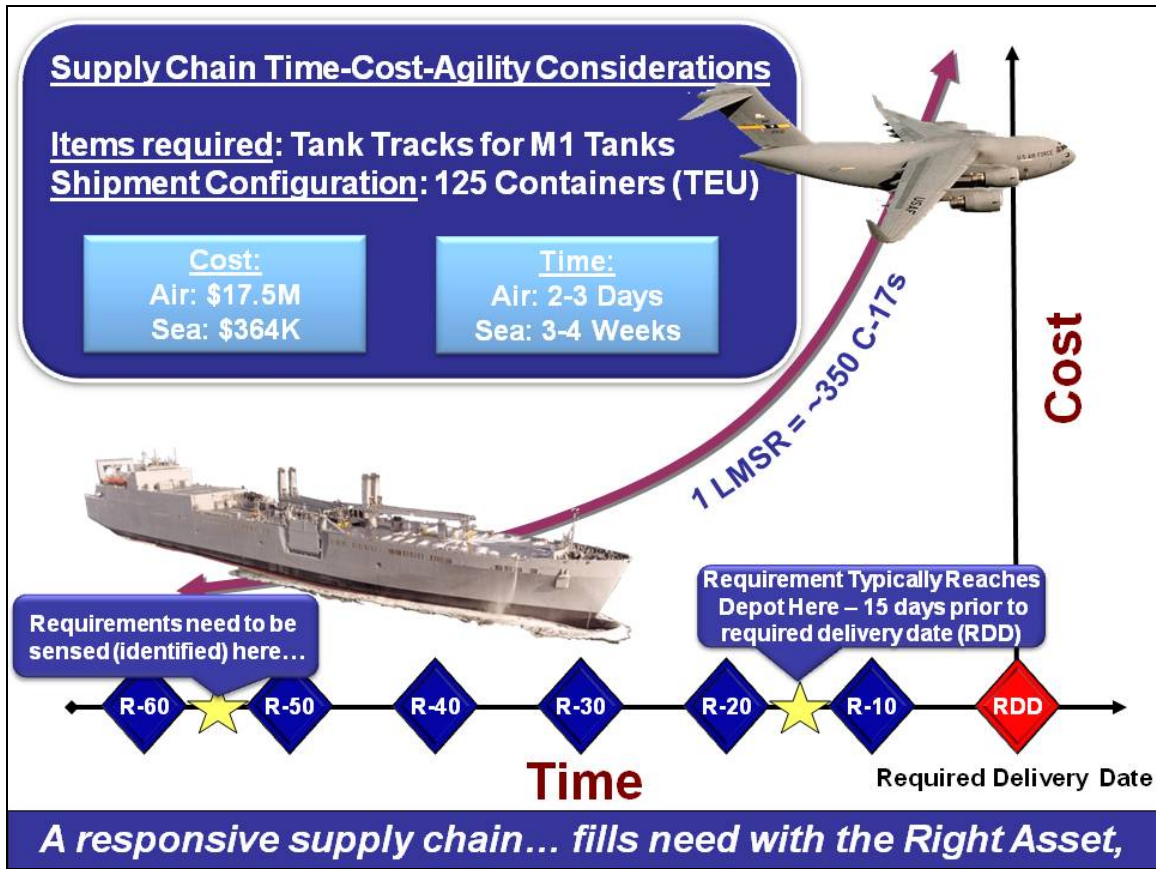 Supply Chain Time-Cost-Agility Considerations
Items required: Tank Tracks for M1 Tanks
Shipment Configuration: 125 Containers (TEU)
Cost:
Air: $17.5M
Sea: $364K
Time:
Air: 2-3 Days
Sea: 3-4 Weeks
U.S. AIR FORCE
USAF
1 LMSR = ~350 C-17s
Cost
Requirements need to be
sensed (identified) here…
Requirement Typically Reaches
Depot Here – 15 days prior to
required delivery date (RDD)
R-60
R-50
R-40
R-30
R-20
R-10
RDD
Time
Required Delivery Date
A responsive supply chain… fills need with the Right Asset,